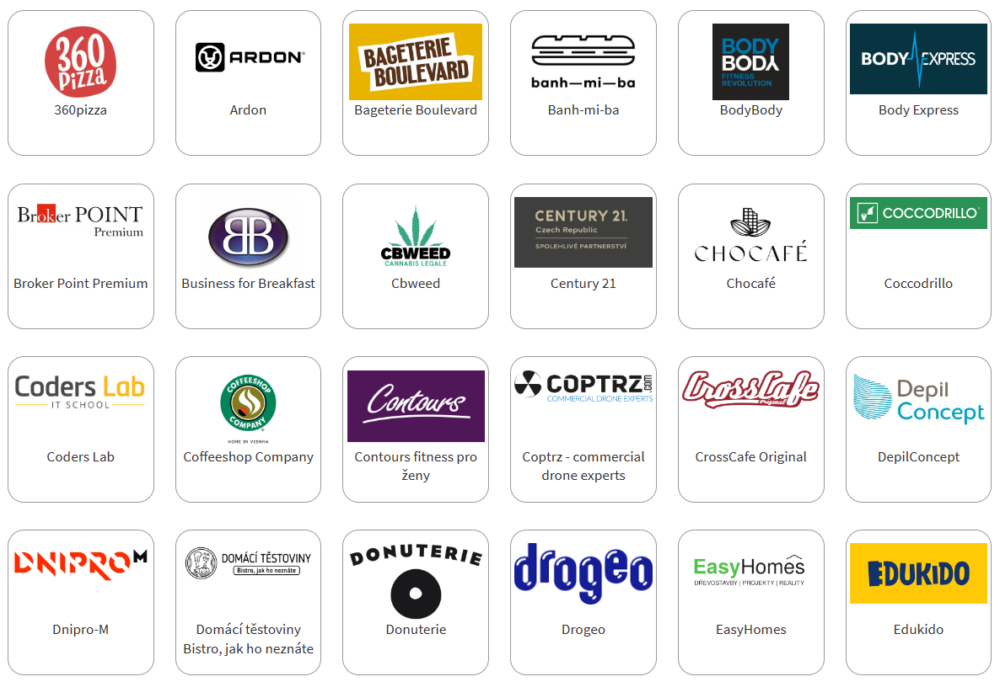 360
Pizza
360pizza
ARDON®
Ardon
BAGETERIE
BOULEVARD
Bageterie Boulevard
banh—mi—ba
Banh-mi-ba
BODY
BODY
FITNESS
REVOLUTION
BodyBody
BODY EXPRESS
Body Express
Broker POINT
Premium
Broker Point Premium
BB®
Business for Breakfast
CBWEED
CANNABIS LEGALE
Cbweed
CENTURY 21.
Czech Republic
SPOLEHLIVÉ PARTNERSTVÍ
Century 21
CHOCAFÉ
Chocafé
COCCODRILLO®
Coccodrillo
Coders Lab
IT SCHOOL
Coders Lab
COFFEESHOP
COMPANY®
HOME IN VIENNA
Coffeeshop Company
Contours
Contours fitness pro
ženy
COPTRZ.com
COMMERCIAL DRONE EXPERTS
Coptrz - commercial
drone experts
CrossCafe
original
CrossCafe Original
Depil
Concept
DepilConcept
DNIPRO M
Dnipro-M
DOMÁCÍ TĚSTOVINY
Bistro, jak ho neznáte
Domácí těstoviny
Bistro, jak ho neznáte
DONUTERIE
Donuterie
drogeo
Drogeo
EasyHomes
DŘEVOSTAVBY | PROJEKTY | REALITY
EasyHomes
EDUKIDO
Edukido